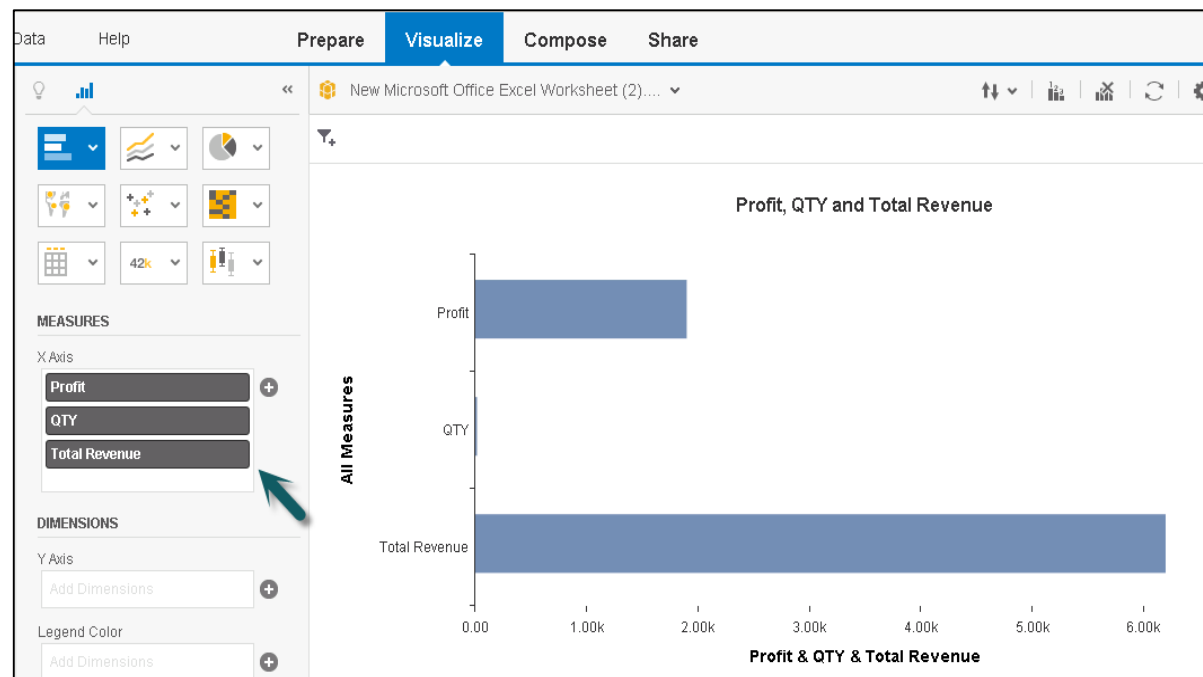 Data Help Prepare Visualize Compose Share
New Microsoft Office Excel Worksheet (2)....
42k
MEASURES
X Axis
Profit
QTY
Total Revenue
DIMENSIONS
Y Axis
Add Dimensions
Legend Color
Add Dimensions
Profit, QTY and Total Revenue
All Measures
Profit
QTY
Total Revenue
0.00 1.00k 2.00k 3.00k 4.00k 5.00k 6.00k
Profit & QTY & Total Revenue